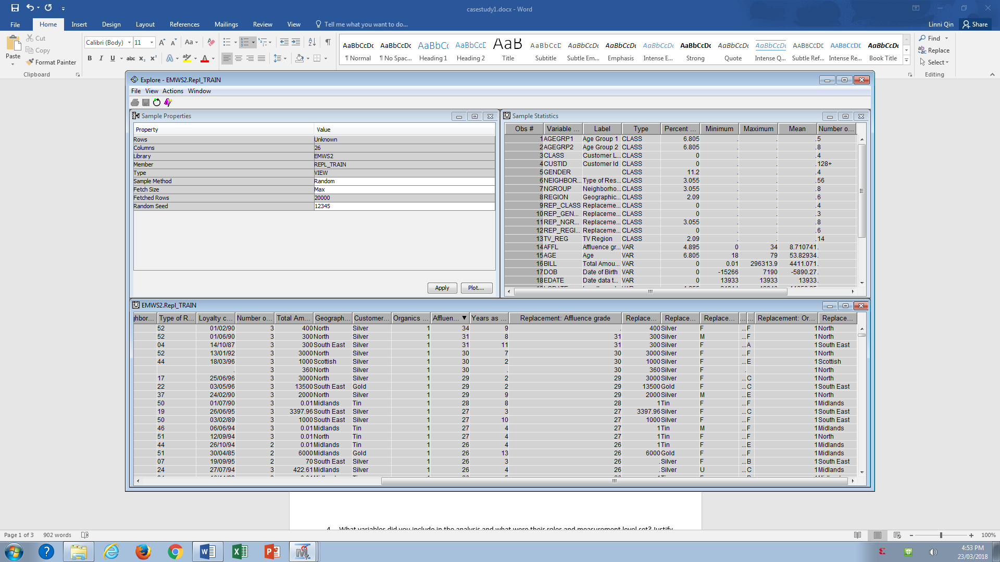 casestudy1.docx - Word
File Home Insert Design Layout References Mailings Review View Tell me what you want to do... Linni Qin Share
Paste Cut Copy Format Painter
Calibri (Body) 11 Aa
B I U abc x₂ x² A A
AaBbCcDc AaBbCcDc AaBbCc AaBbCcD AaB AaBbCcD AaBbCcDc AaBbCcDc AaBbCcDc AaBbCcDc AaBbCcDc AaBbCcDc AABBCCDE AABBCCDE AaBbCcDc
¶ Normal ¶ No Spac... Heading 1 Heading 2 Title Subtitle Subtle Em... Emphasis Intense E... Strong Quote Intense Q... Subtle Ref... Intense Re... Book Title
Find Replace Select
Clipboard Editing
Explore - EMWS2.Repl_TRAIN
File View Actions Window
Sample Properties
Property Value
Rows Unknown
Columns 26
Library EMWS2
Member REPL_TRAIN
Type VIEW
Sample Method Random
Fetch Size Max
Fetched Rows 20000
Random Seed 12345
Apply Plot...
Sample Statistics
Obs # Variable ... Label Type Percent ... Minimum Maximum Mean Number o...
1 AGEGRP1 Age Group 1 CLASS 6.805 . . . 5
2 AGEGRP2 Age Group 2 CLASS 6.805 . . . 8
3 CLASS Customer L... CLASS 0 . . . 4
4 CUSTID Customer Id CLASS 0 . . . 128+
5 GENDER CLASS 11.2 . . . 4
6 NEIGHBOR... Type of Res... CLASS 3.055 . . . 56
7 NGROUP Neighborho... CLASS 3.055 . . . 8
8 REGION Geographic... CLASS 2.09 . . . 6
9 REP_CLASS Replaceme... CLASS 0 . . . 4
10 REP_GEN... Replaceme... CLASS 0 . . . 3
11 REP_NGR... Replaceme... CLASS 3.055 . . . 8
12 REP_REGI... Replaceme... CLASS 0 . . . 6
13 TV_REG TV Region CLASS 2.09 . . . 14
14 AFFL Affluence gr... VAR 4.895 0 34 8.710741 .
15 AGE Age VAR 6.805 18 79 53.82934 .
16 BILL Total Amou... VAR 0 0.01 296313.9 4411.071 .
17 DOB Date of Birth VAR 0 -15266 7190 -5890.27 .
18 EDATE Date data t... VAR 0 13933 13933 13933 .
EMWS2.Repl_TRAIN
ghbor... Type of R... Loyalty c... Number o... Total Am... Geograph... Customer... Organics ... Affluen... Years as ... Replacement: Affluence grade Replace... Replace... Replace... ... ... Replacement: Or... Replace...
52 01/02/90 3 400 North Silver 1 34 9 . 400 Silver F ... F 1 North
52 01/06/90 3 300 North Silver 1 31 8 31 300 Silver M ... F 1 North
04 14/10/87 3 300 South East Silver 1 31 11 31 300 Silver F ... A 1 South East
52 13/01/92 3 3000 North Silver 1 30 7 30 3000 Silver F ... F 1 North
44 18/03/96 3 1000 Scottish Silver 1 30 2 30 1000 Silver F ... E 1 Scottish
. 3 360 North Silver 1 30 . 30 360 Silver F . 1 North
17 25/06/96 3 3000 North Silver 1 29 2 29 3000 Silver F ... C 1 North
22 03/05/96 3 13500 South East Gold 1 29 2 29 13500 Gold F ... C 1 South East
37 24/02/90 3 2000 North Silver 1 29 9 29 2000 Silver M ... E 1 North
50 01/07/90 3 0.01 Midlands Tin 1 28 8 28 1 Tin F ... F 1 Midlands
19 26/06/95 3 3397.96 South East Silver 1 27 3 27 3397.96 Silver F ... C 1 South East
50 03/02/89 3 1000 South East Silver 1 27 10 27 1000 Silver F ... F 1 South East
46 06/06/94 3 0.01 Midlands Tin 1 27 4 27 1 Tin M ... F 1 Midlands
51 12/09/94 3 0.01 North Tin 1 27 4 27 1 Tin F ... F 1 North
44 26/10/94 2 0.01 Midlands Tin 1 26 4 26 1 Tin F ... E 1 Midlands
51 30/04/85 2 6000 Midlands Gold 1 26 13 26 6000 Gold F ... F 1 Midlands
07 19/09/95 2 70 South East Silver 1 26 3 26 . Silver F ... B 1 South East
24 27/07/94 3 422.61 Midlands Silver 1 26 4 26 . Silver U ... C 1 Midlands
4. What variables did you include in the analysis and what were their roles and measurement level set? Justify
Page 1 of 3 902 words 100%
4:53 PM
23/03/2018